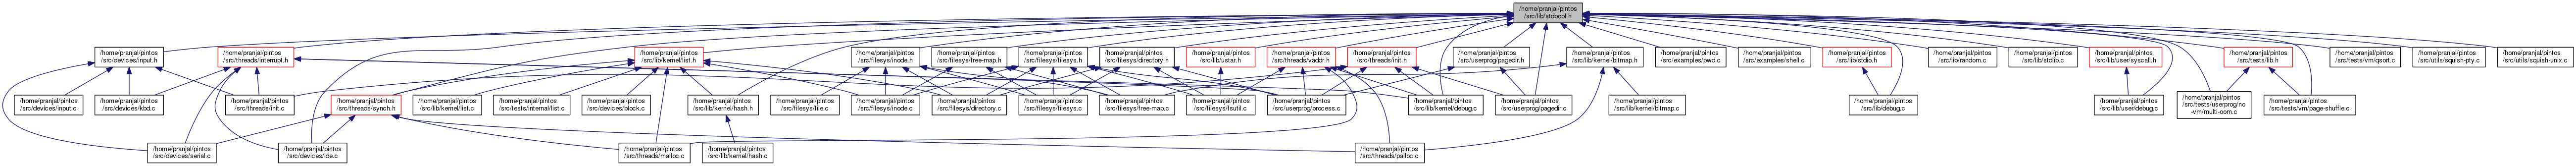 /home/pranjal/pintos
/src/lib/stdbool.h
/home/pranjal/pintos
/src/devices/input.h
/home/pranjal/pintos
/src/threads/interrupt.h
/home/pranjal/pintos
/src/lib/kernel/list.h
/home/pranjal/pintos
/src/filesys/inode.h
/home/pranjal/pintos
/src/filesys/free-map.h
/home/pranjal/pintos
/src/filesys/filesys.h
/home/pranjal/pintos
/src/filesys/directory.h
/home/pranjal/pintos
/src/lib/ustar.h
/home/pranjal/pintos
/src/threads/vaddr.h
/home/pranjal/pintos
/src/threads/init.h
/home/pranjal/pintos
/src/userprog/pagedir.h
/home/pranjal/pintos
/src/lib/kernel/bitmap.h
/home/pranjal/pintos
/src/examples/pwd.c
/home/pranjal/pintos
/src/examples/shell.c
/home/pranjal/pintos
/src/lib/stdio.h
/home/pranjal/pintos
/src/lib/random.c
/home/pranjal/pintos
/src/lib/stdlib.c
/home/pranjal/pintos
/src/lib/user/syscall.h
/home/pranjal/pintos
/src/tests/lib.h
/home/pranjal/pintos
/src/tests/vm/qsort.c
/home/pranjal/pintos
/src/utils/squish-pty.c
/home/pranjal/pintos
/src/utils/squish-unix.c
/home/pranjal/pintos
/src/devices/input.c
/home/pranjal/pintos
/src/devices/kbd.c
/home/pranjal/pintos
/src/threads/init.c
/home/pranjal/pintos
/src/threads/synch.h
/home/pranjal/pintos
/src/lib/kernel/list.c
/home/pranjal/pintos
/src/tests/internal/list.c
/home/pranjal/pintos
/src/devices/block.c
/home/pranjal/pintos
/src/lib/kernel/hash.h
/home/pranjal/pintos
/src/filesys/file.c
/home/pranjal/pintos
/src/filesys/inode.c
/home/pranjal/pintos
/src/filesys/directory.c
/home/pranjal/pintos
/src/filesys/filesys.c
/home/pranjal/pintos
/src/filesys/free-map.c
/home/pranjal/pintos
/src/filesys/fsutil.c
/home/pranjal/pintos
/src/userprog/process.c
/home/pranjal/pintos
/src/lib/kernel/debug.c
/home/pranjal/pintos
/src/userprog/pagedir.c
/home/pranjal/pintos
/src/lib/kernel/bitmap.c
/home/pranjal/pintos
/src/lib/debug.c
/home/pranjal/pintos
/src/lib/user/debug.c
/home/pranjal/pintos
/src/tests/userprog/no
-vm/multi-oom.c
/home/pranjal/pintos
/src/tests/vm/page-shuffle.c
/home/pranjal/pintos
/src/devices/serial.c
/home/pranjal/pintos
/src/devices/ide.c
/home/pranjal/pintos
/src/threads/malloc.c
/home/pranjal/pintos
/src/lib/kernel/hash.c
/home/pranjal/pintos
/src/threads/palloc.c